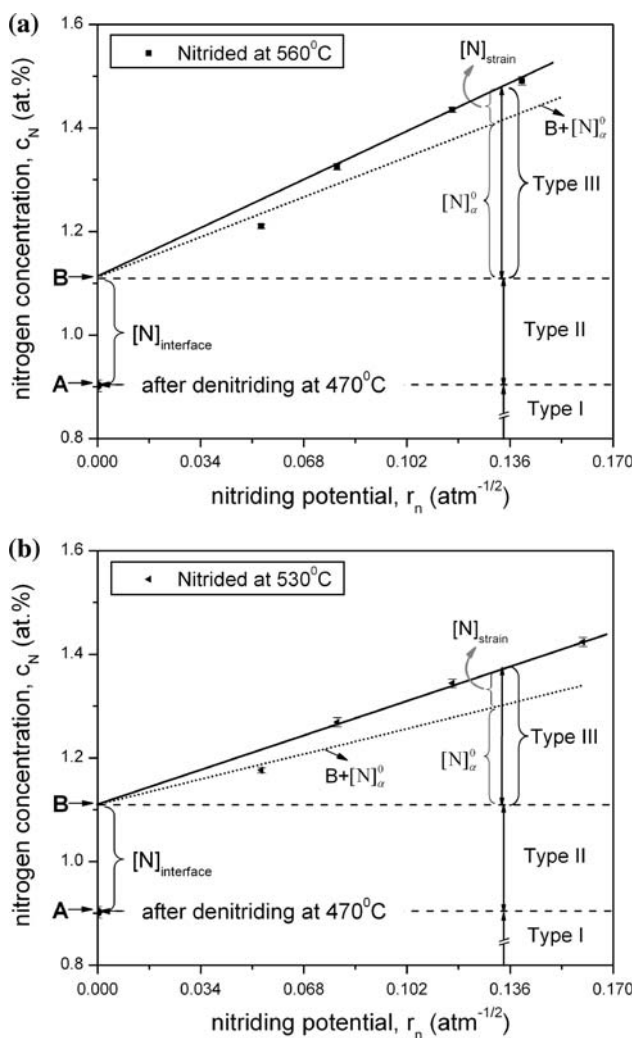 (a)
1.6
Nitrided at 560⁰C
[N]strain
1.4
B+[N]⁰α
[N]⁰α
Type III
1.2
B
[N]interface
1.0
Type II
A
after denitriding at 470⁰C
Type I
0.8
0.000 0.034 0.068 0.102 0.136 0.170
nitriding potential, rn (atm-1/2)
nitrogen concentration, cN (at.%)
(b)
1.6
Nitrided at 530⁰C
[N]strain
1.4
Type III
[N]⁰α
B+[N]⁰α
1.2
B
[N]interface
1.0
Type II
A
after denitriding at 470⁰C
Type I
0.8
0.000 0.034 0.068 0.102 0.136 0.170
nitriding potential, rn (atm-1/2)
nitrogen concentration, cN (at.%)